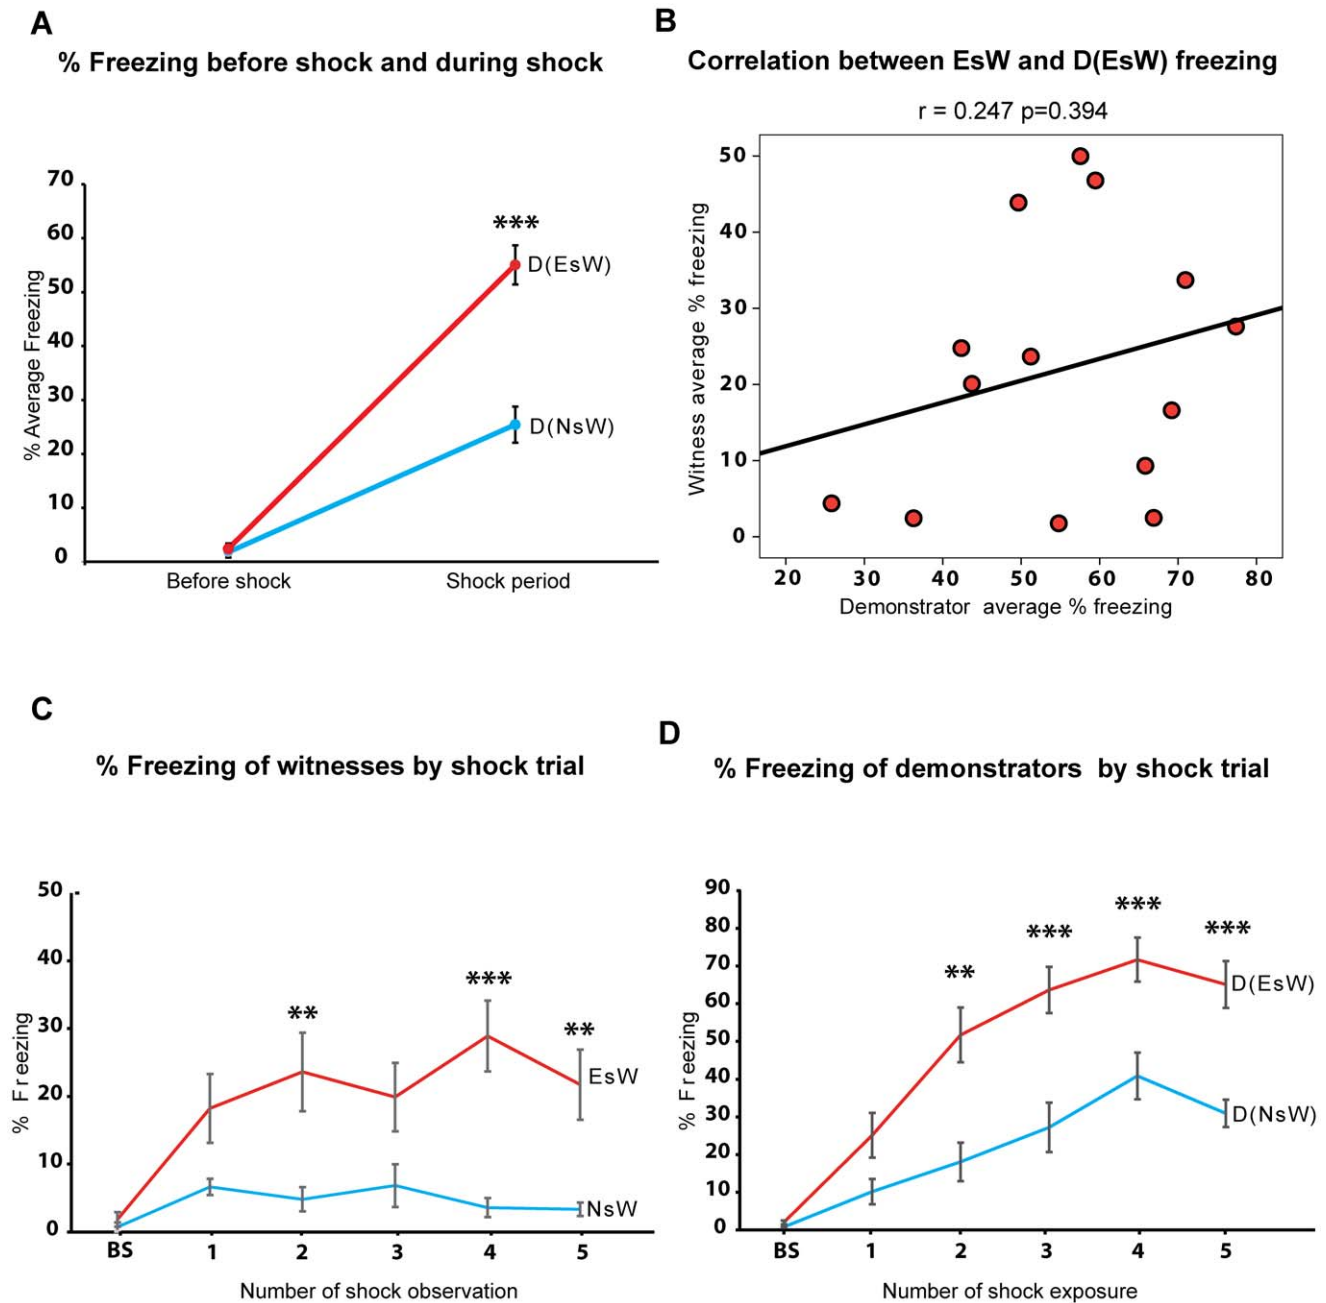 A
% Freezing before shock and during shock
70
60
50
40
30
20
10
0
% Average Freezing
***
D(EsW)
D(NsW)
Before shock
Shock period
B
Correlation between EsW and D(EsW) freezing
r = 0.247 p=0.394
50
40
30
20
10
0
Witness average % freezing
20 30 40 50 60 70 80
Demonstrator average % freezing
C
% Freezing of witnesses by shock trial
50
40
30
20
10
0
% Freezing
**
***
**
EsW
NsW
BS 1 2 3 4 5
Number of shock observation
D
% Freezing of demonstrators by shock trial
90
80
70
60
50
40
30
20
10
0
% Freezing
**
***
***
***
D(EsW)
D(NsW)
BS 1 2 3 4 5
Number of shock exposure